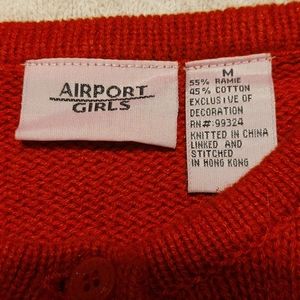 AIRPORT
GIRLS
M
55% RAMIE
45% COTTON
EXCLUSIVE OF
DECORATION
RN#: 99324
KNITTED IN CHINA
LINKED AND
STITCHED
IN HONG KONG